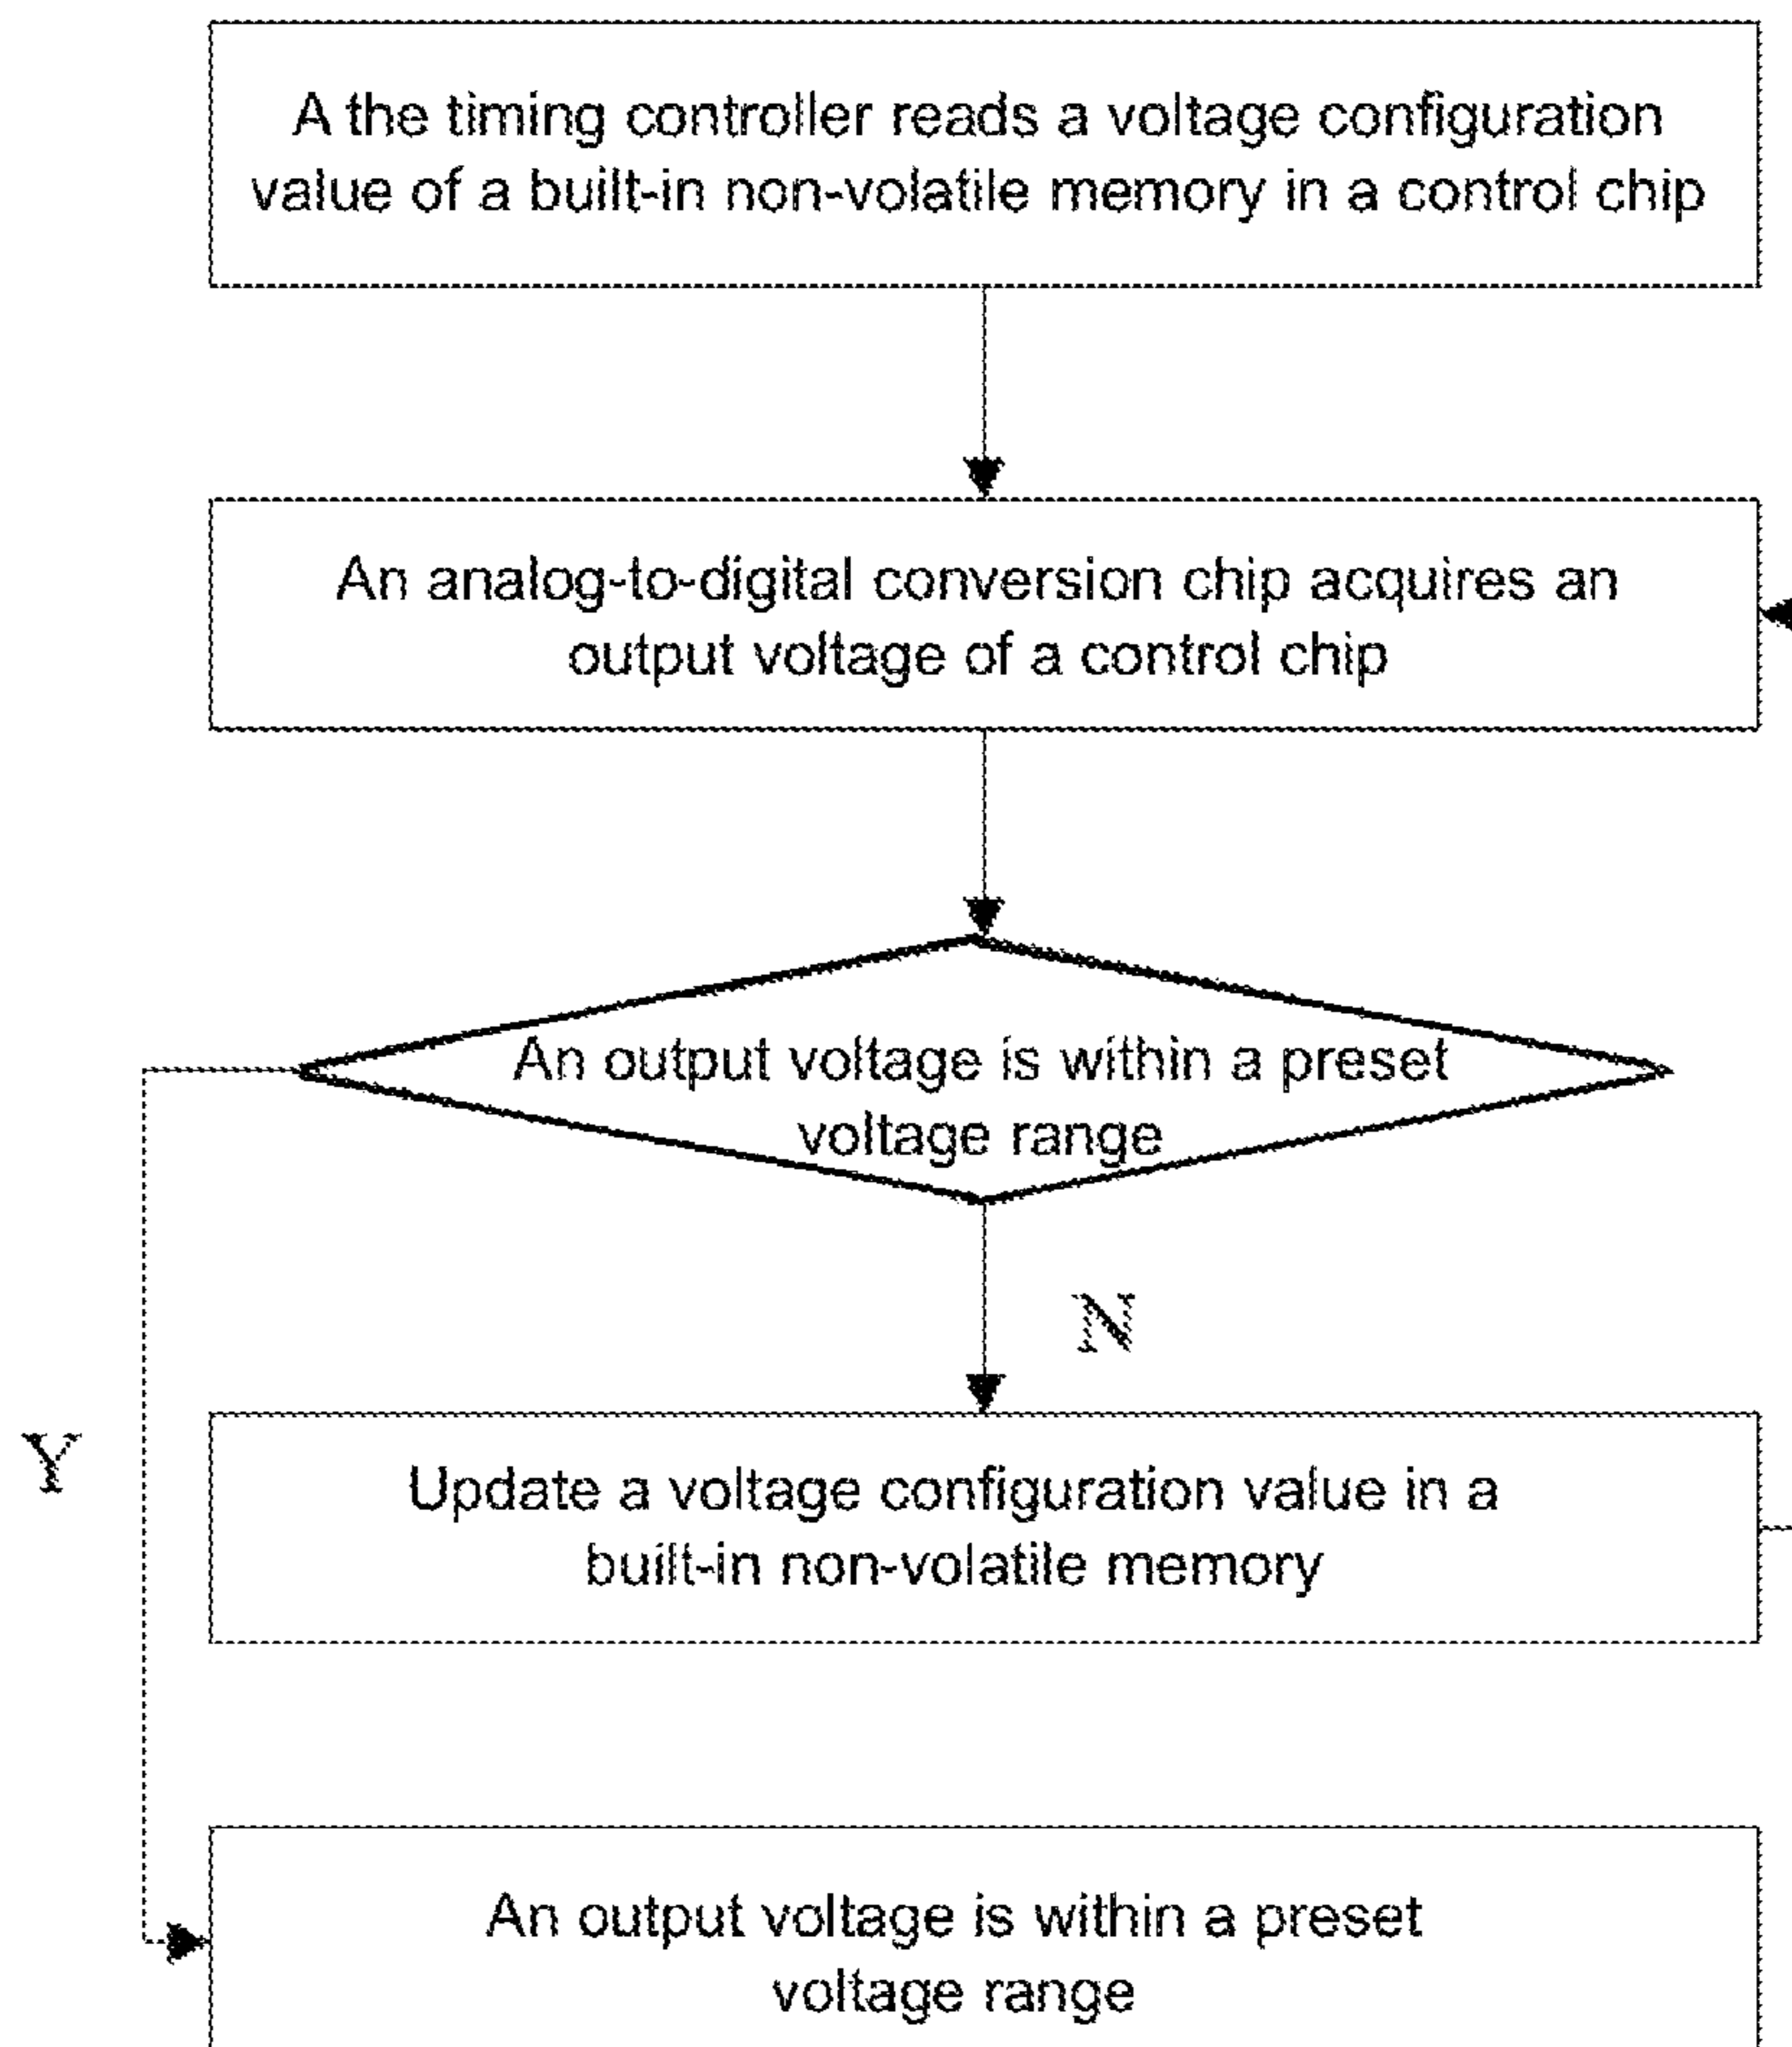 A the timing controller reads a voltage configuration
value of a built-in non-volatile memory in a control chip
An analog-to-digital conversion chip acquires an
output voltage of a control chip
An output voltage is within a preset
voltage range
N
Y
Update a voltage configuration value in a
built-in non-volatile memory
An output voltage is within a preset
voltage range